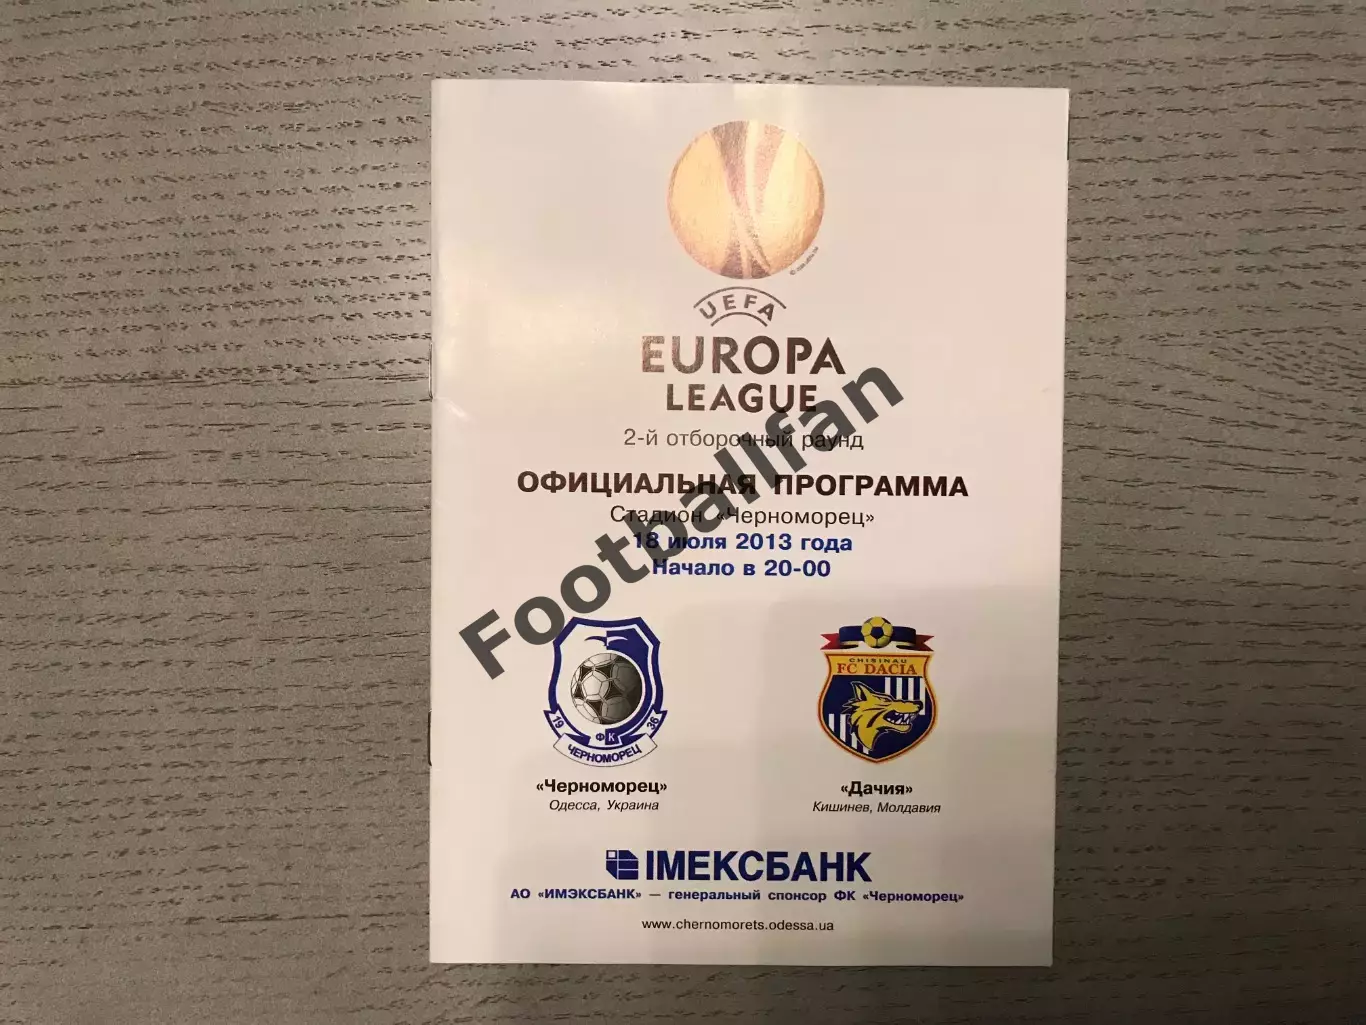 UEFA
EUROPA
LEAGUE
2-й отборочный раунд
ОФИЦИАЛЬНАЯ ПРОГРАММА
Стадион «Черноморец»
18 июля 2013 года
Начало в 20-00
Footballfan
19 36
ФК
ЧЕРНОМОРЕЦ
CHISINAU
FC DACIA
«Черноморец»
Одесса, Украина
«Дачия»
Кишинев, Молдавия
ІМЕКСБАНК
АО «ИМЭКСБАНК» — генеральный спонсор ФК «Черноморец»
www.chernomorets.odessa.ua